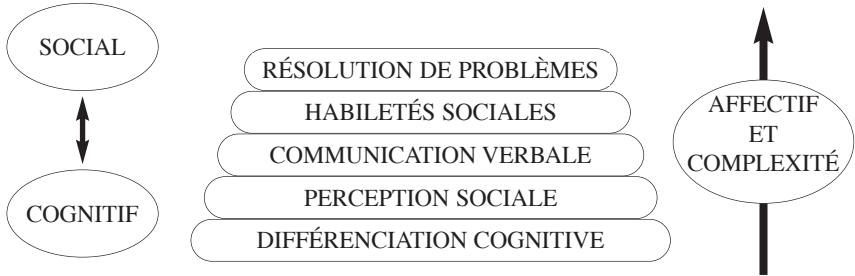 SOCIAL
COGNITIF
RÉSOLUTION DE PROBLÈMES
HABILETÉS SOCIALES
COMMUNICATION VERBALE
PERCEPTION SOCIALE
DIFFÉRENCIATION COGNITIVE
AFFECTIF
ET
COMPLEXITÉ